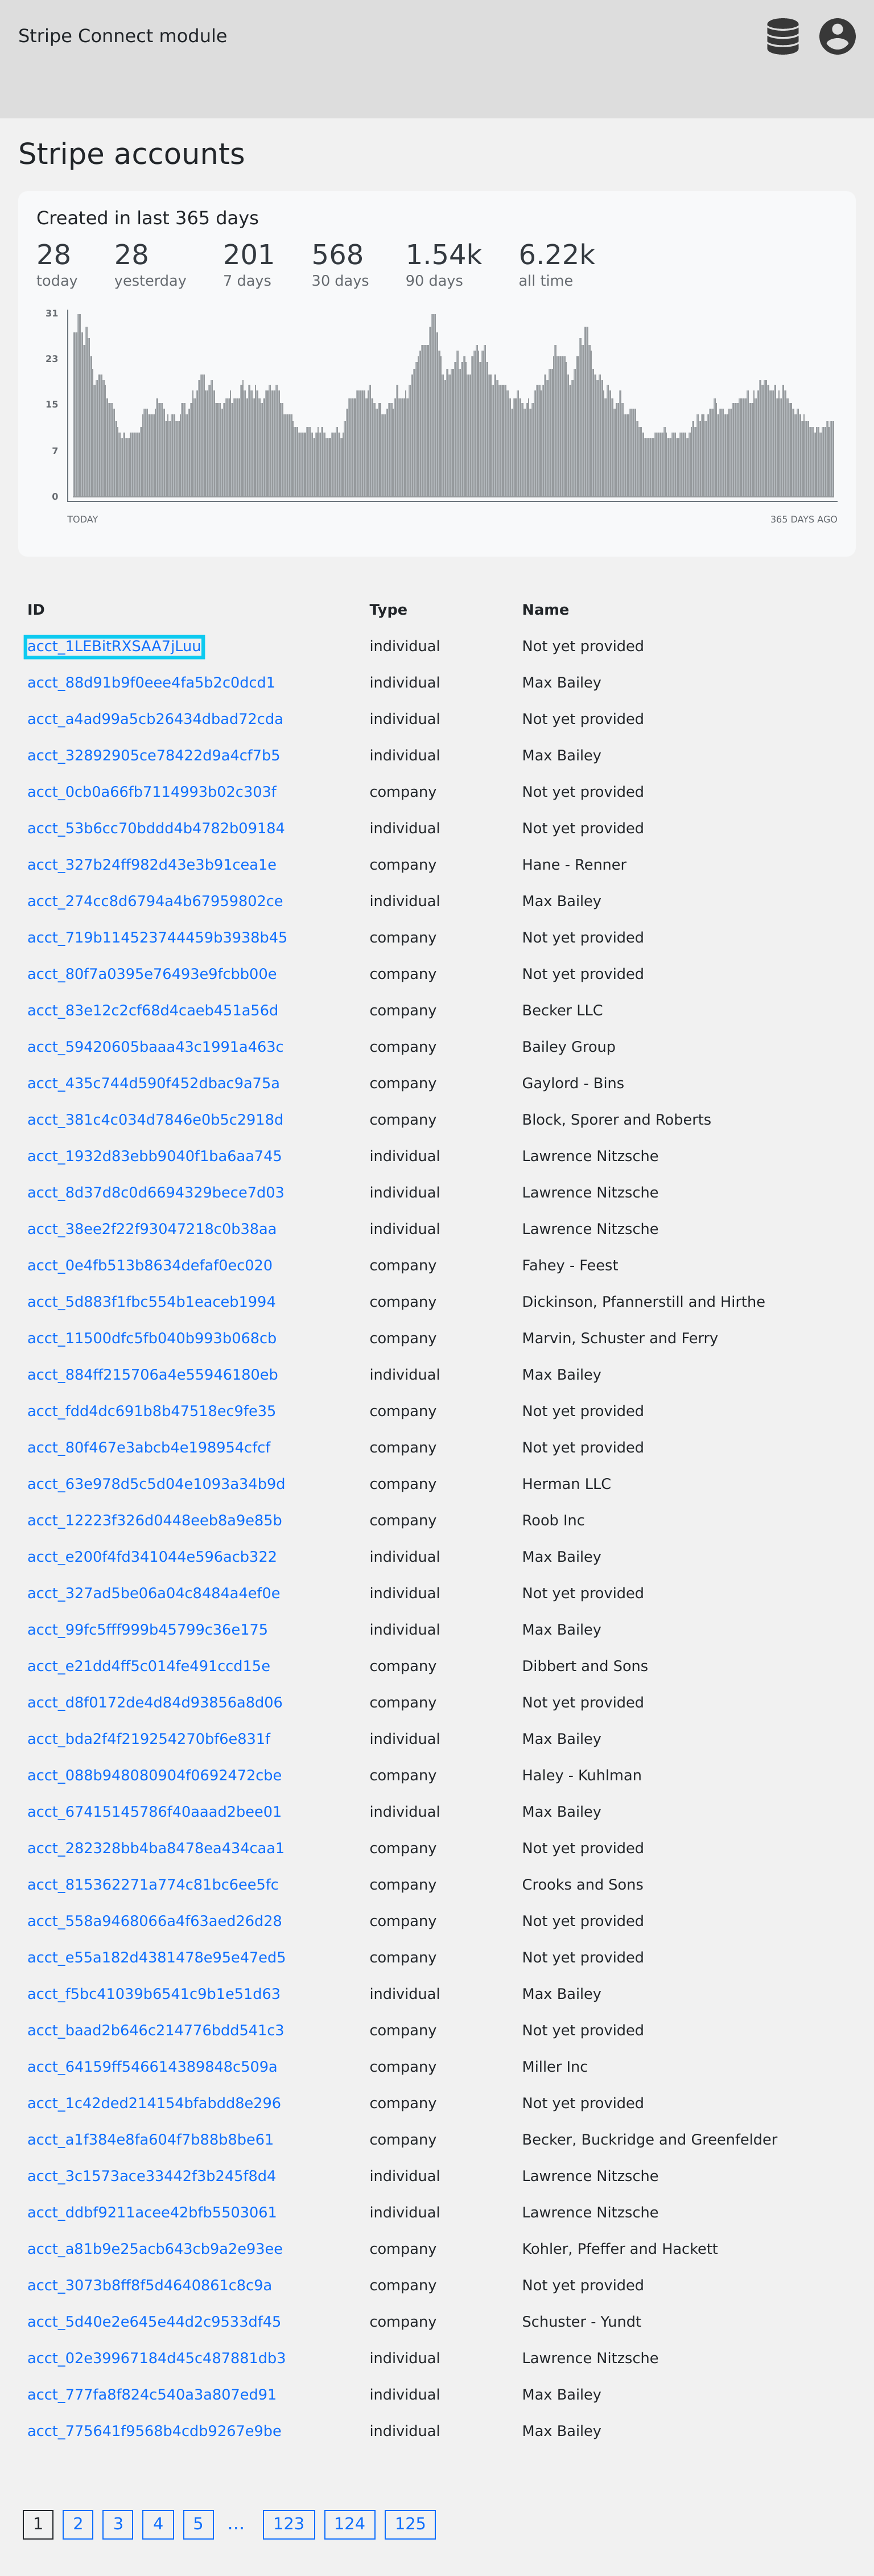 Stripe Connect module
Stripe accounts
Created in last 365 days
28 28 201 568 1.54k 6.22k
today yesterday 7 days 30 days 90 days all time
31
23
15
7
0
TODAY 365 DAYS AGO
ID Type Name
acct_1LEBitRXSAA7jLuu individual Not yet provided
acct_88d91b9f0eee4fa5b2c0dcd1 individual Max Bailey
acct_a4ad99a5cb26434dbad72cda individual Not yet provided
acct_32892905ce78422d9a4cf7b5 individual Max Bailey
acct_0cb0a66fb7114993b02c303f company Not yet provided
acct_53b6cc70bddd4b4782b09184 individual Not yet provided
acct_327b24ff982d43e3b91cea1e company Hane - Renner
acct_274cc8d6794a4b67959802ce individual Max Bailey
acct_719b114523744459b3938b45 company Not yet provided
acct_80f7a0395e76493e9fcbb00e company Not yet provided
acct_83e12c2cf68d4caeb451a56d company Becker LLC
acct_59420605baaa43c1991a463c company Bailey Group
acct_435c744d590f452dbac9a75a company Gaylord - Bins
acct_381c4c034d7846e0b5c2918d company Block, Sporer and Roberts
acct_1932d83ebb9040f1ba6aa745 individual Lawrence Nitzsche
acct_8d37d8c0d6694329bece7d03 individual Lawrence Nitzsche
acct_38ee2f22f93047218c0b38aa individual Lawrence Nitzsche
acct_0e4fb513b8634defaf0ec020 company Fahey - Feest
acct_5d883f1fbc554b1eaceb1994 company Dickinson, Pfannerstill and Hirthe
acct_11500dfc5fb040b993b068cb company Marvin, Schuster and Ferry
acct_884ff215706a4e55946180eb individual Max Bailey
acct_fdd4dc691b8b47518ec9fe35 company Not yet provided
acct_80f467e3abcb4e198954cfcf company Not yet provided
acct_63e978d5c5d04e1093a34b9d company Herman LLC
acct_12223f326d0448eeb8a9e85b company Roob Inc
acct_e200f4fd341044e596acb322 individual Max Bailey
acct_327ad5be06a04c8484a4ef0e individual Not yet provided
acct_99fc5fff999b45799c36e175 individual Max Bailey
acct_e21dd4ff5c014fe491ccd15e company Dibbert and Sons
acct_d8f0172de4d84d93856a8d06 company Not yet provided
acct_bda2f4f219254270bf6e831f individual Max Bailey
acct_088b948080904f0692472cbe company Haley - Kuhlman
acct_67415145786f40aaad2bee01 individual Max Bailey
acct_282328bb4ba8478ea434caa1 company Not yet provided
acct_815362271a774c81bc6ee5fc company Crooks and Sons
acct_558a9468066a4f63aed26d28 company Not yet provided
acct_e55a182d4381478e95e47ed5 company Not yet provided
acct_f5bc41039b6541c9b1e51d63 individual Max Bailey
acct_baad2b646c214776bdd541c3 company Not yet provided
acct_64159ff546614389848c509a company Miller Inc
acct_1c42ded214154bfabdd8e296 company Not yet provided
acct_a1f384e8fa604f7b88b8be61 company Becker, Buckridge and Greenfelder
acct_3c1573ace33442f3b245f8d4 individual Lawrence Nitzsche
acct_ddbf9211acee42bfb5503061 individual Lawrence Nitzsche
acct_a81b9e25acb643cb9a2e93ee company Kohler, Pfeffer and Hackett
acct_3073b8ff8f5d4640861c8c9a company Not yet provided
acct_5d40e2e645e44d2c9533df45 company Schuster - Yundt
acct_02e39967184d45c487881db3 individual Lawrence Nitzsche
acct_777fa8f824c540a3a807ed91 individual Max Bailey
acct_775641f9568b4cdb9267e9be individual Max Bailey
1 2 3 4 5 ... 123 124 125